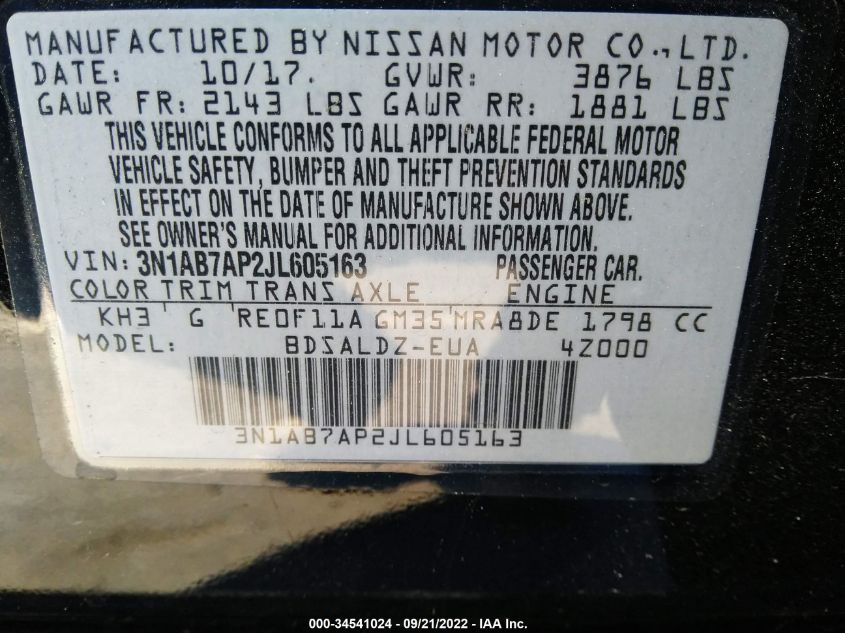 MANUFACTURED BY NISSAN MOTOR CO., LTD.
DATE: 10/17. GVWR: 3876 LBS
GAWR FR: 2143 LBS GAWR RR: 1881 LBS
THIS VEHICLE CONFORMS TO ALL APPLICABLE FEDERAL MOTOR
VEHICLE SAFETY, BUMPER AND THEFT PREVENTION STANDARDS
IN EFFECT ON THE DATE OF MANUFACTURE SHOWN ABOVE.
SEE OWNER'S MANUAL FOR ADDITIONAL INFORMATION.
VIN: 3N1AB7AP2JL605163 PASSENGER CAR.
COLOR TRIM TRANS AXLE ENGINE
KH3 G RE0F11A GM35 MRA8DE 1798 CC
MODEL: BDSALDZ-EUA 4Z000
3N1AB7AP2JL605163
000-34541024 - 09/21/2022 - IAA Inc.